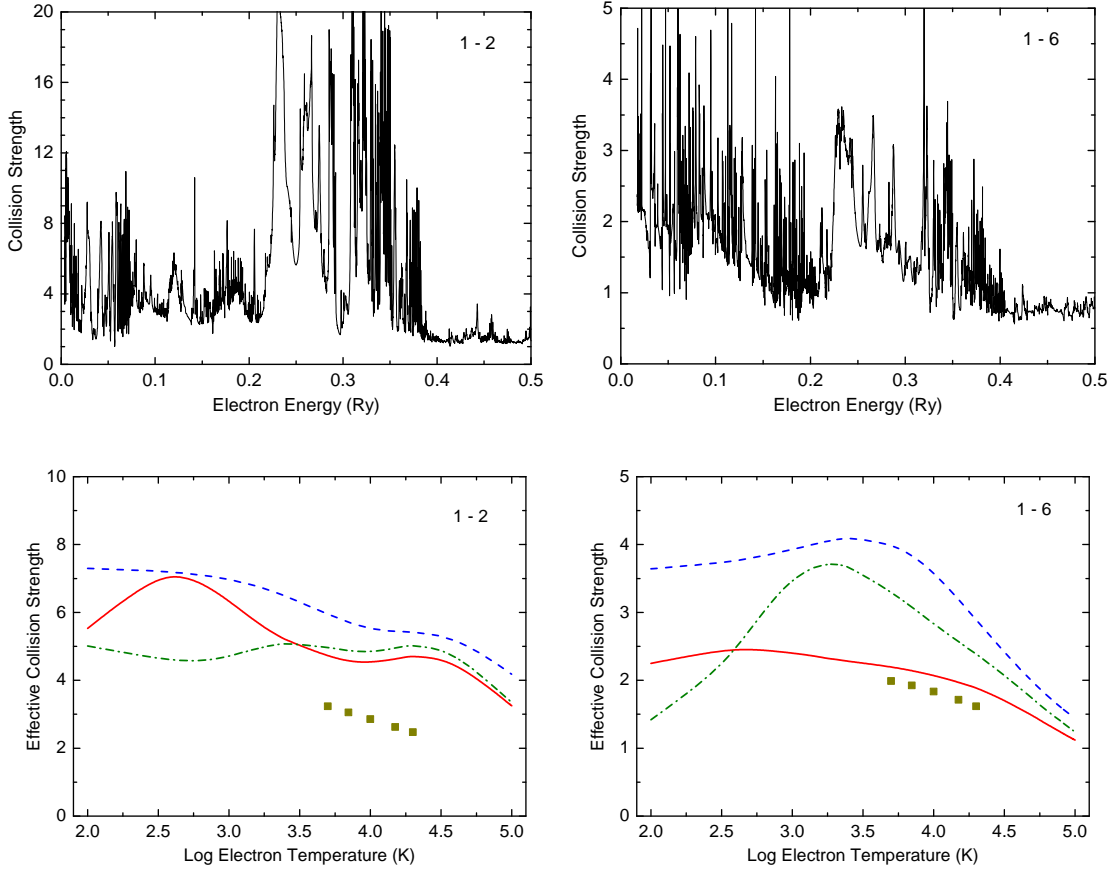 1 - 2
20
16
12
8
4
0
Collision Strength
0.0 0.1 0.2 0.3 0.4 0.5
Electron Energy (Ry)
1 - 6
5
4
3
2
1
0
Collision Strength
0.0 0.1 0.2 0.3 0.4 0.5
Electron Energy (Ry)
1 - 2
10
8
6
4
2
0
Effective Collision Strength
2.0 2.5 3.0 3.5 4.0 4.5 5.0
Log Electron Temperature (K)
1 - 6
5
4
3
2
1
0
Effective Collision Strength
2.0 2.5 3.0 3.5 4.0 4.5 5.0
Log Electron Temperature (K)